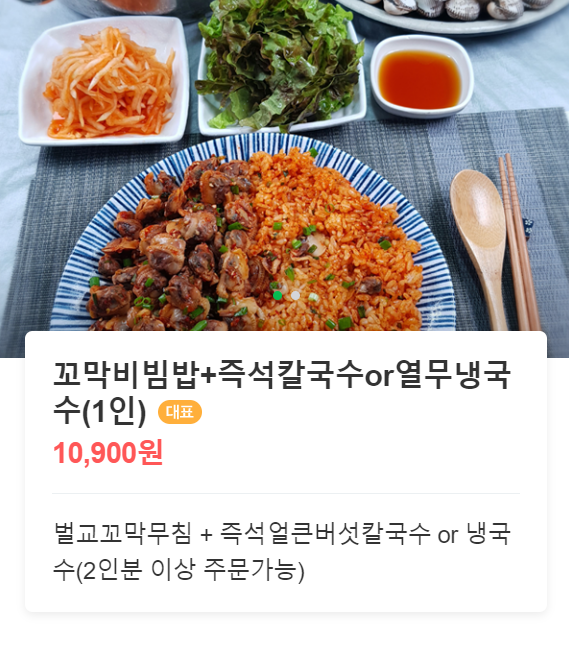 꼬막비빔밥+즉석칼국수or열무냉국
수(1인) 대표
10,900원
벌교꼬막무침 + 즉석얼큰버섯칼국수 or 냉국
수(2인분 이상 주문가능)